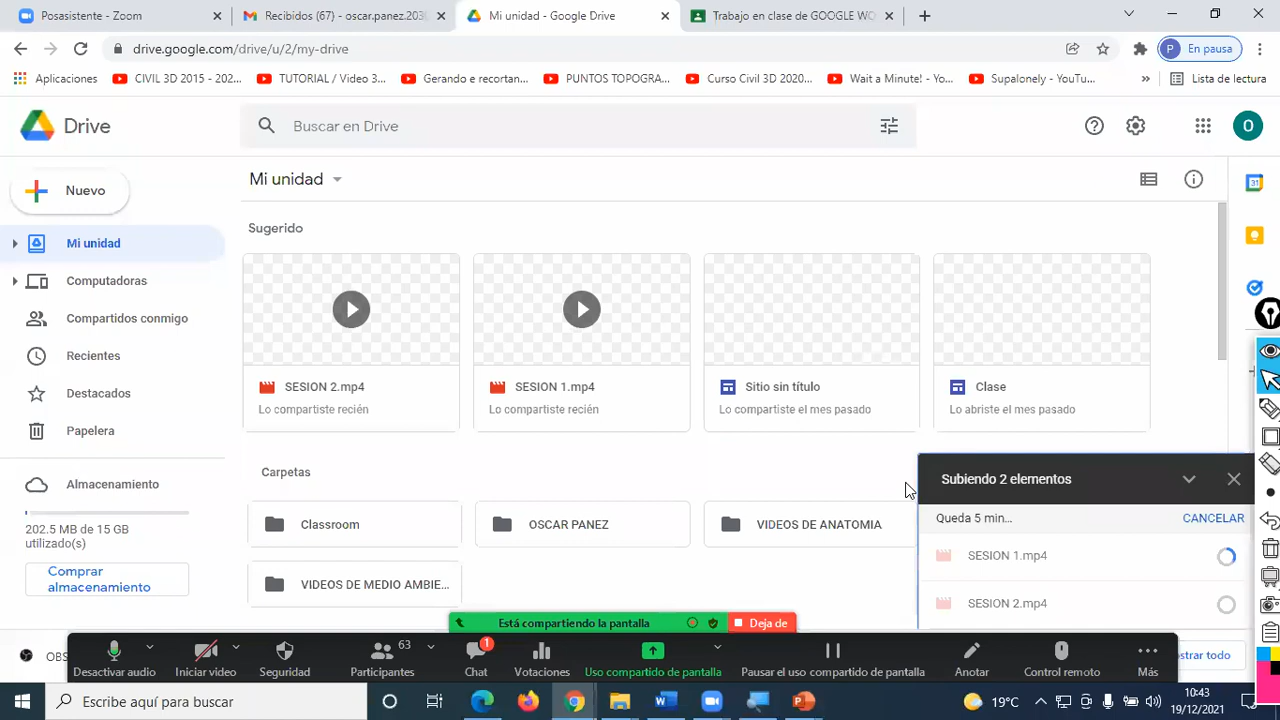 Posasistente - Zoom
Recibidos (67) - oscar.panez.203
Mi unidad - Google Drive
Trabajo en clase de GOOGLE WO
drive.google.com/drive/u/2/my-drive
P En pausa
Aplicaciones
CIVIL 3D 2015 - 202...
TUTORIAL / Video 3...
Gerando e recortan...
PUNTOS TOPOGRA...
Curso Civil 3D 2020...
Wait a Minute! - Yo...
Supalonely - YouTu...
»
Lista de lectura
Drive
Buscar en Drive
O
Nuevo
Mi unidad
Mi unidad
Computadoras
Compartidos conmigo
Recientes
Destacados
Papelera
Almacenamiento
202.5 MB de 15 GB
utilizado(s)
Comprar
almacenamiento
Sugerido
SESION 2.mp4
Lo compartiste recién
SESION 1.mp4
Lo compartiste recién
Sitio sin título
Lo compartiste el mes pasado
Clase
Lo abriste el mes pasado
Carpetas
Classroom
OSCAR PANEZ
VIDEOS DE ANATOMIA
VIDEOS DE MEDIO AMBIE...
Subiendo 2 elementos
Queda 5 min...
CANCELAR
SESION 1.mp4
SESION 2.mp4
31
Está compartiendo la pantalla
Deja de
OBS
strar todo
Desactivar audio
Iniciar video
Seguridad
63
Participantes
1
Chat
Votaciones
Uso compartido de pantalla
Pausar el uso compartido de pantalla
Anotar
Control remoto
Más
Escribe aquí para buscar
19°C
10:43
19/12/2021